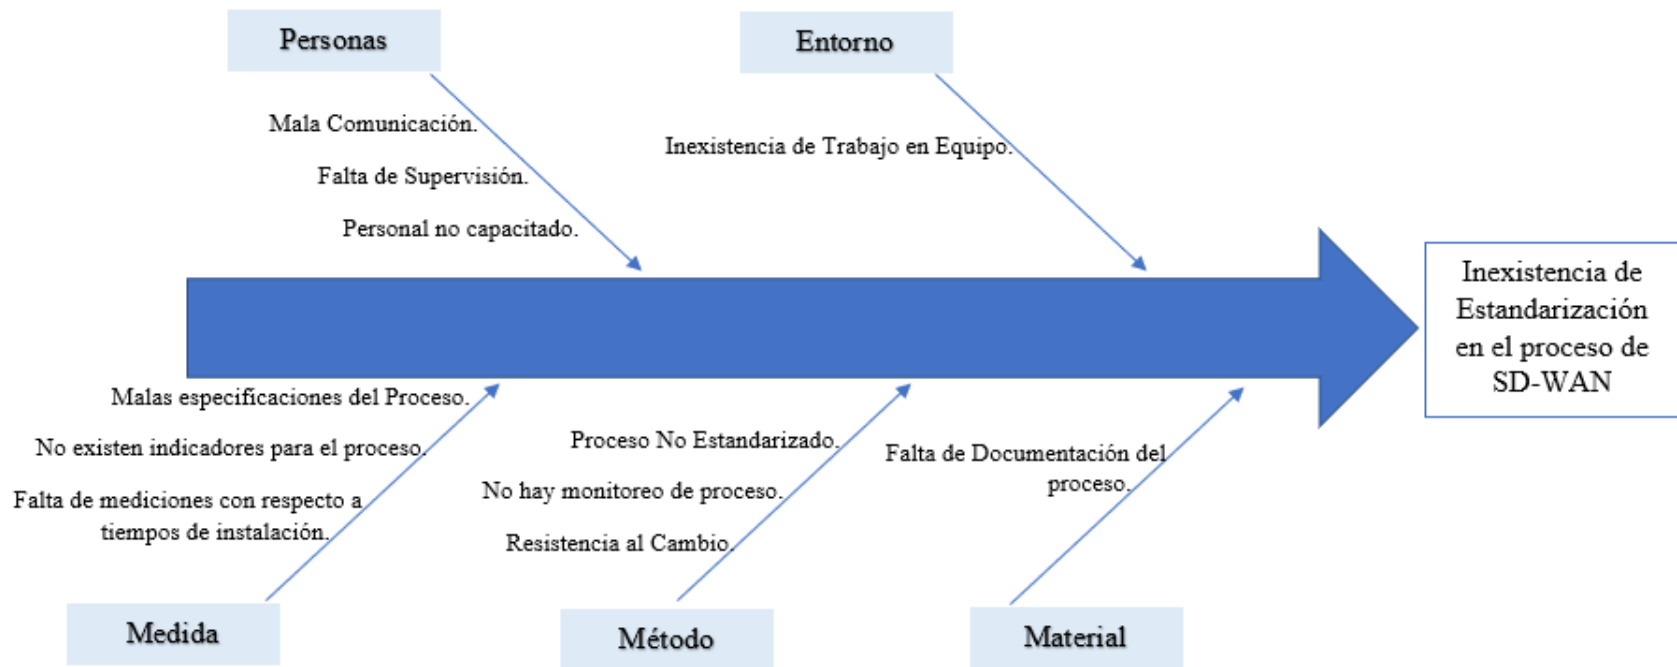 Personas
Entorno
Mala Comunicación.
Falta de Supervisión.
Personal no capacitado.
Inexistencia de Trabajo en Equipo.
Inexistencia de
Estandarización
en el proceso de
SD-WAN
Malas especificaciones del Proceso.
No existen indicadores para el proceso.
Falta de mediciones con respecto a
tiempos de instalación.
Proceso No Estandarizado.
No hay monitoreo de proceso.
Resistencia al Cambio.
Falta de Documentación del
proceso.
Medida
Método
Material